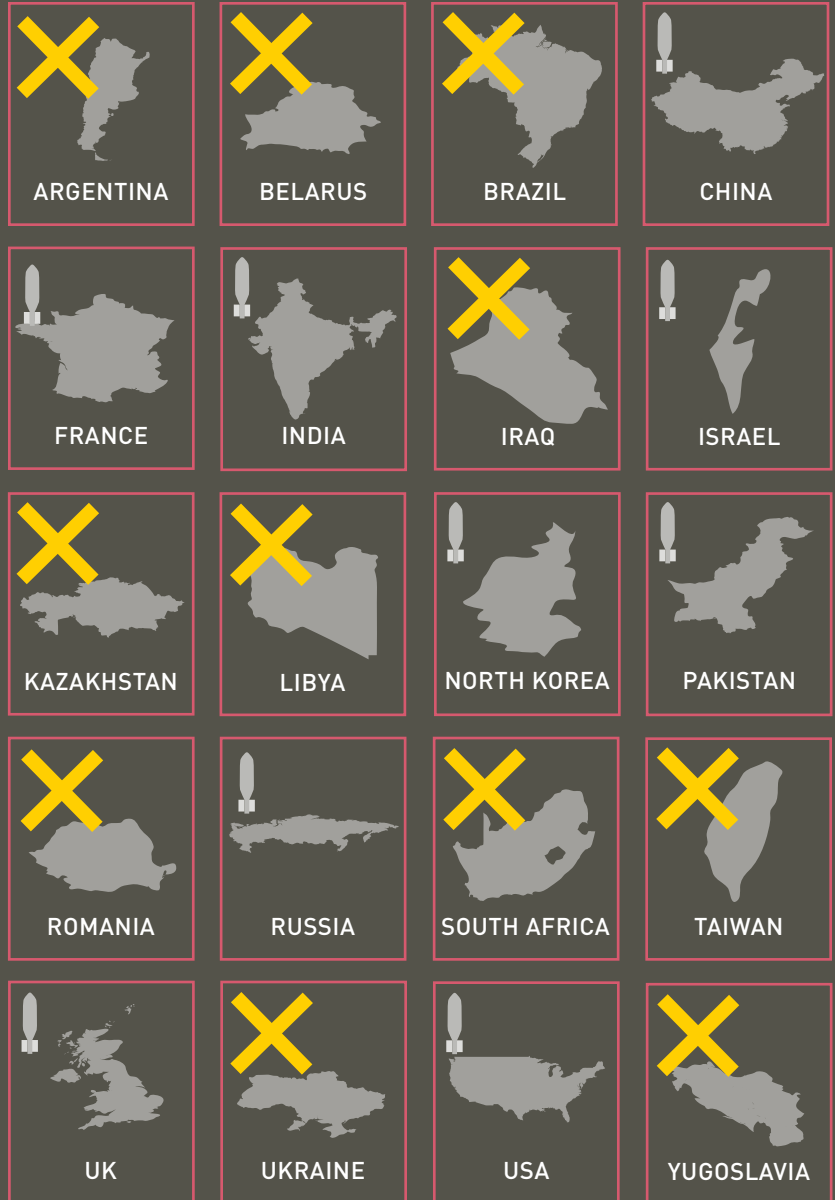 ARGENTINA
BELARUS
BRAZIL
CHINA
FRANCE
INDIA
IRAQ
ISRAEL
KAZAKHSTAN
LIBYA
NORTH KOREA
PAKISTAN
ROMANIA
RUSSIA
SOUTH AFRICA
TAIWAN
UK
UKRAINE
USA
YUGOSLAVIA